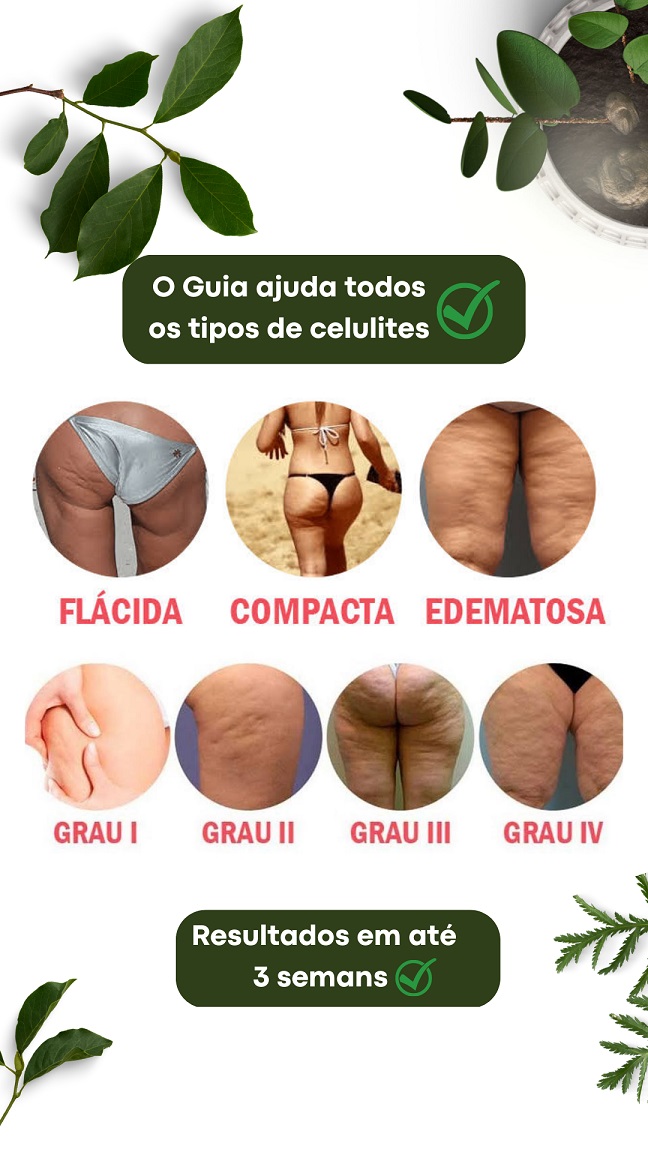 O Guia ajuda todos
os tipos de celulites
FLÁCIDA COMPACTA EDEMATOSA
GRAU I GRAU II GRAU III GRAU IV
Resultados em até
3 semans